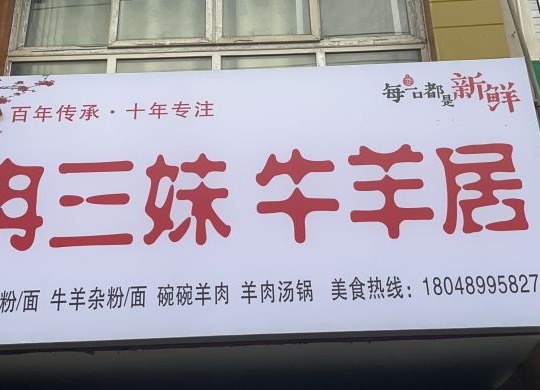 百年传承·十年专注
每一口都是新鲜
冉三妹 牛羊居
粉/面 牛羊杂粉/面 碗碗羊肉 羊肉汤锅 美食热线：18048995827